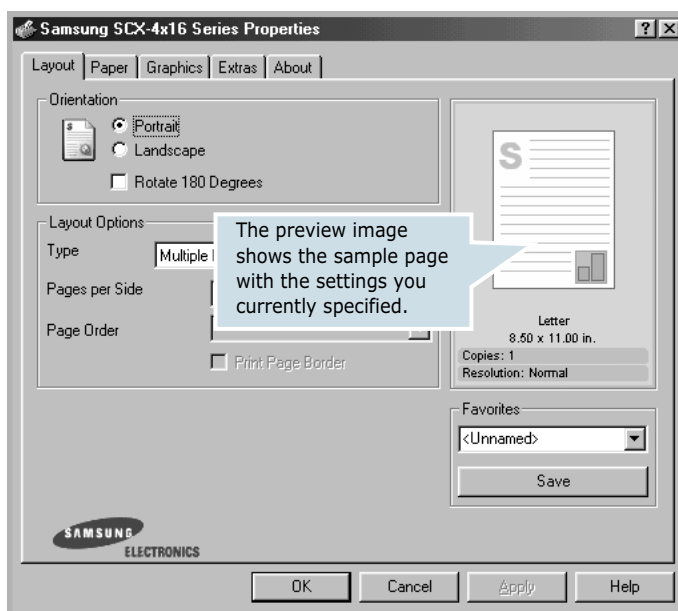 Samsung SCX-4x16 Series Properties
Layout Paper Graphics Extras About
Orientation
Portrait
Landscape
Rotate 180 Degrees
Layout Options
Type Multiple
Pages per Side
Page Order
Print Page Border
The preview image
shows the sample page
with the settings you
currently specified.
S
Letter
8.50 x 11.00 in.
Copies: 1
Resolution: Normal
Favorites
<Unnamed>
Save
SAMSUNG
ELECTRONICS
OK Cancel Apply Help